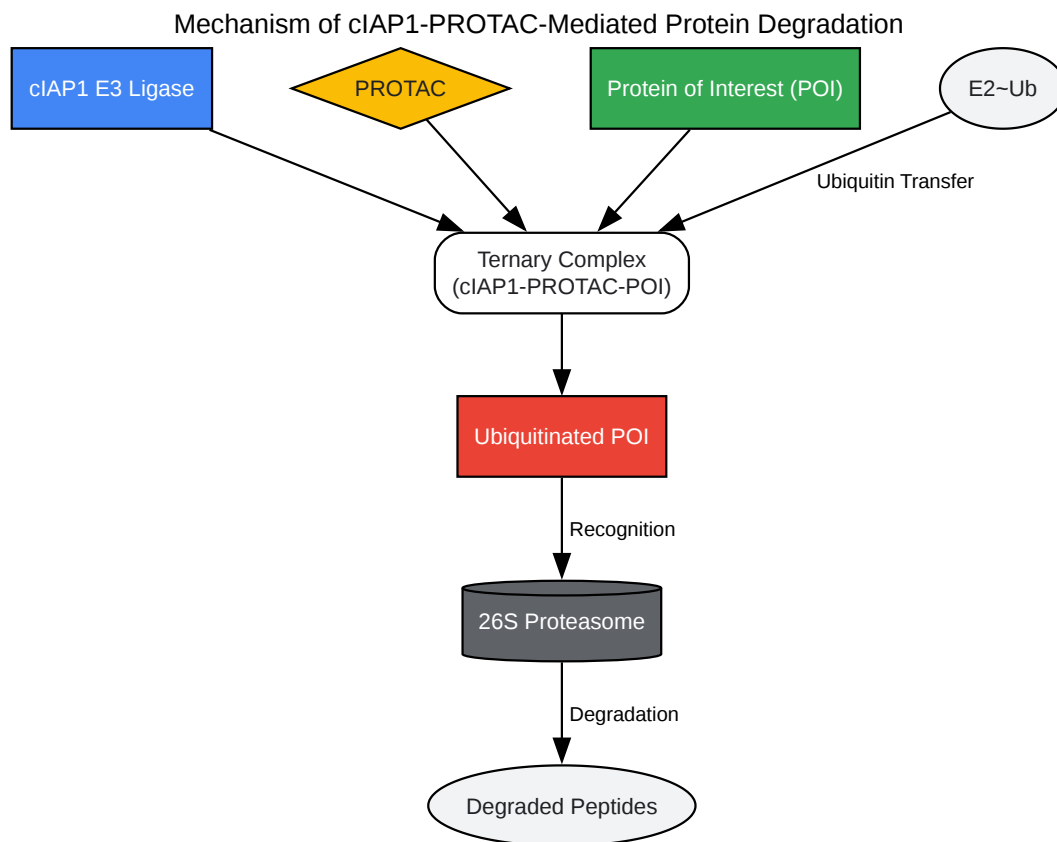 Mechanism of cIAP1-PROTAC-Mediated Protein Degradation
cIAP1 E3 Ligase
PROTAC
Protein of Interest (POI)
E2~Ub
Ubiquitin Transfer
Ternary Complex
(cIAP1-PROTAC-POI)
Ubiquitinated POI
Recognition
26S Proteasome
Degradation
Degraded Peptides